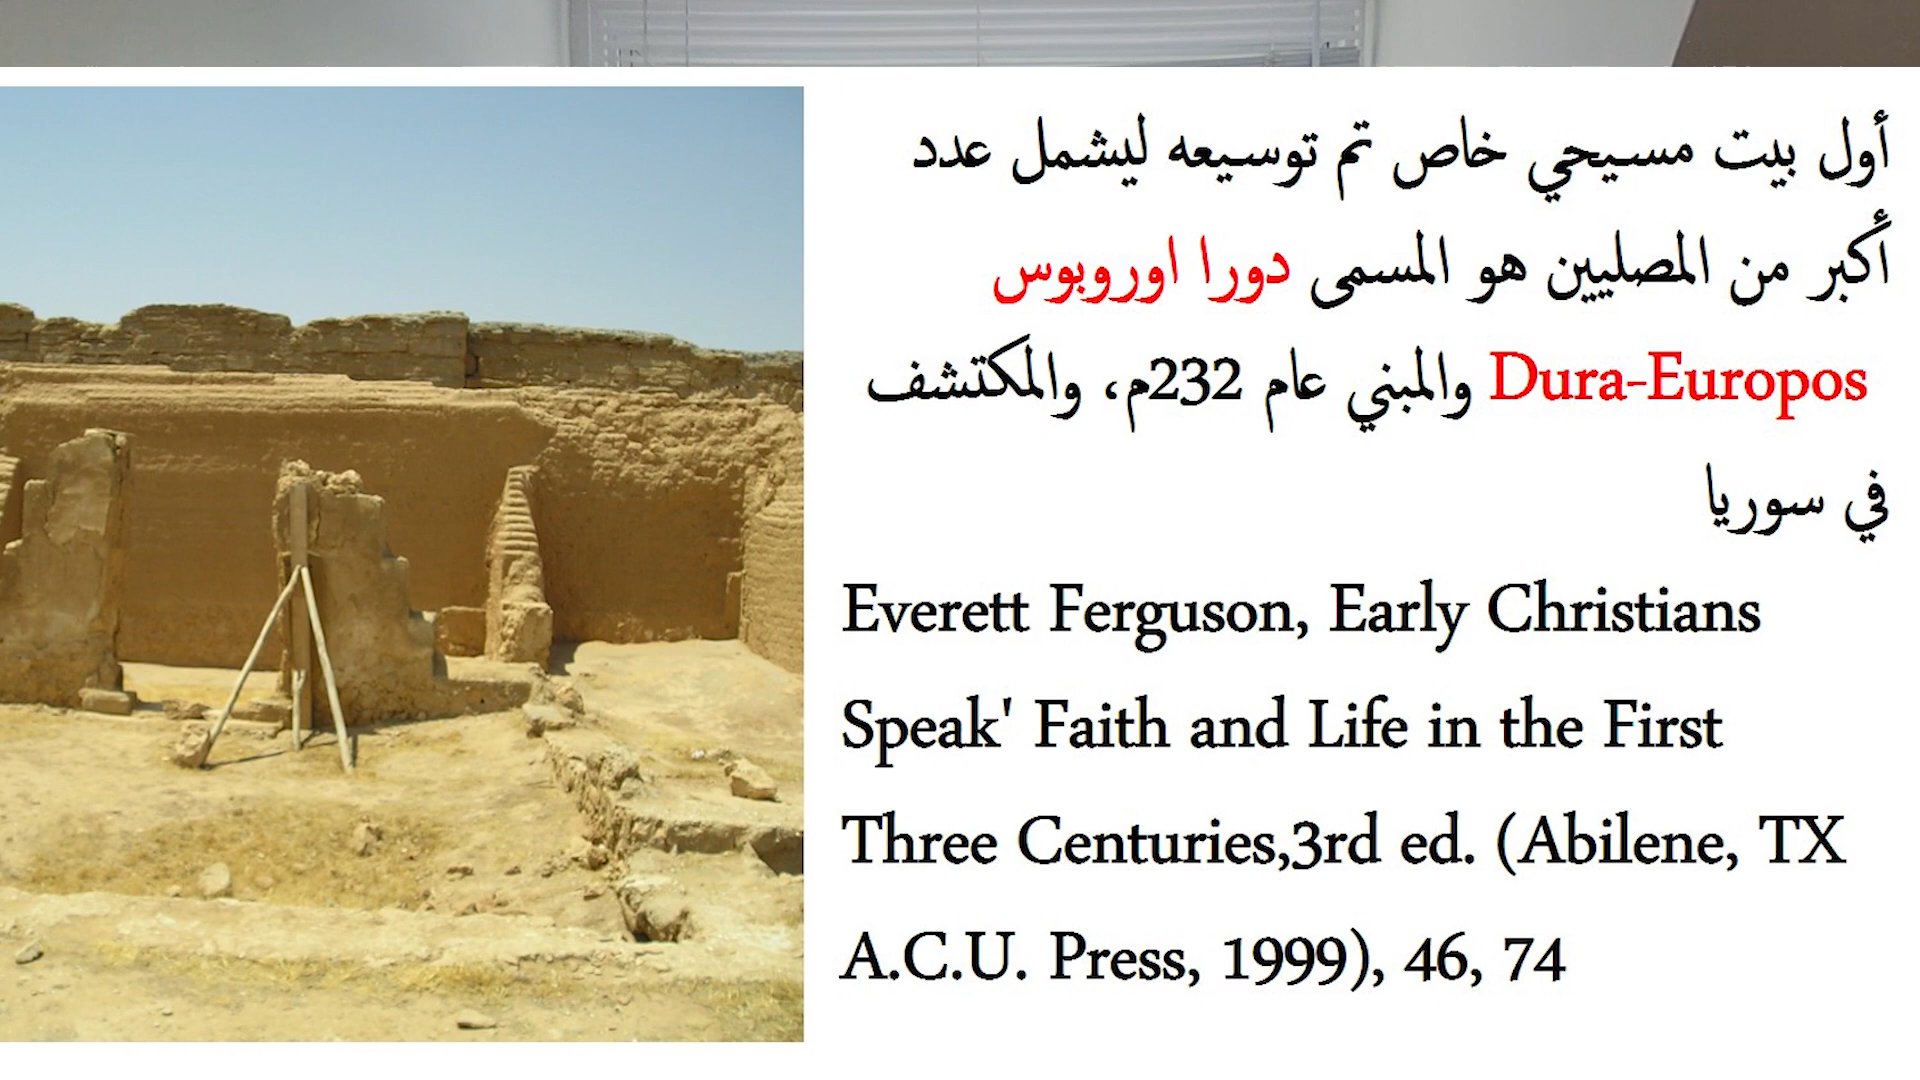 أول بيت مسيحي خاص تم توسيعه ليشمل عدد
أكبر من المصليين هو المسمى دورا اوروبوس
Dura-Europos والمبني عام 232م، والمكتشف
في سوريا
Everett Ferguson, Early Christians
Speak' Faith and Life in the First
Three Centuries,3rd ed. (Abilene, TX
A.C.U. Press, 1999), 46, 74